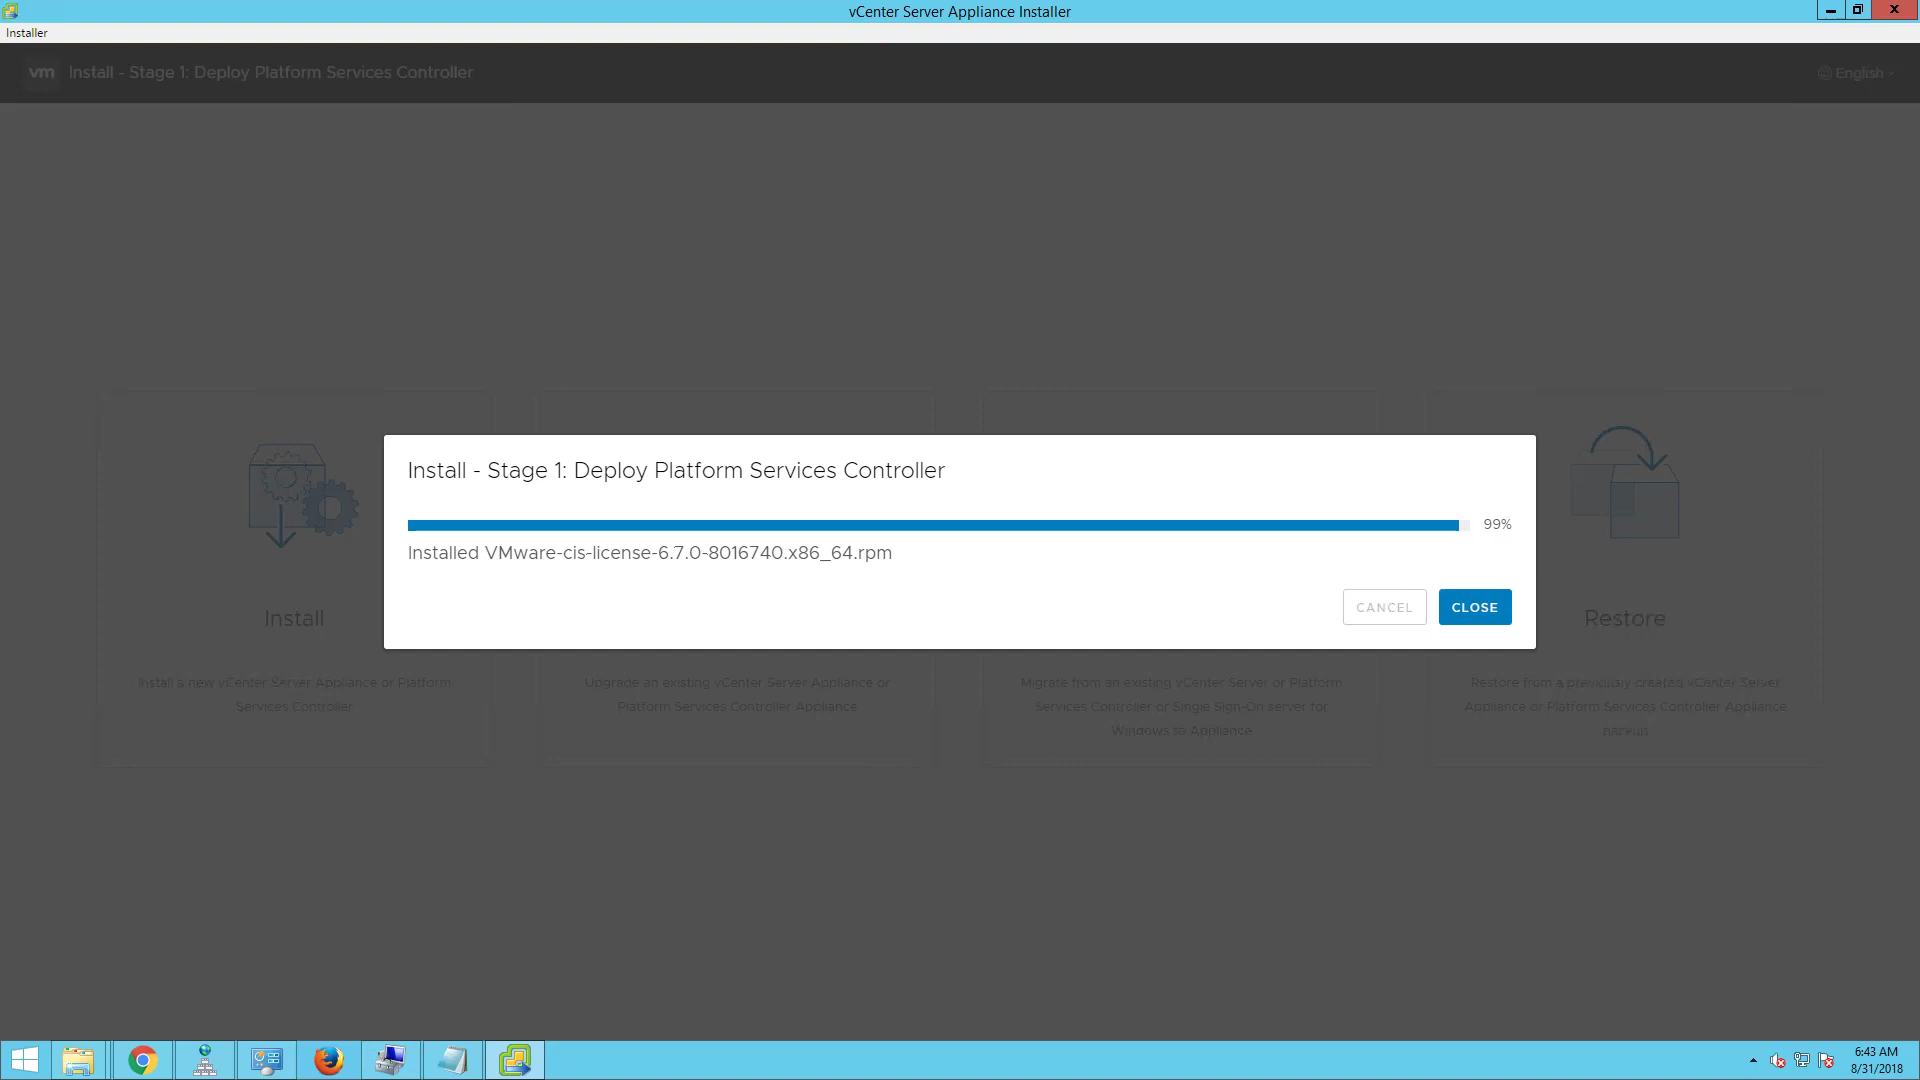 vCenter Server Appliance Installer
Installer
vm Install - Stage 1: Deploy Platform Services Controller
English
Install - Stage 1: Deploy Platform Services Controller
99%
Installed VMware-cis-license-6.7.0-8016740.x86_64.rpm
CANCEL
CLOSE
Install
Restore
Install a new vCenter Server Appliance or Platform
Services Controller
Upgrade an existing vCenter Server Appliance or
Platform Services Controller Appliance
Migrate from an existing vCenter Server or Platform
Services Controller or Single Sign-On server for
Windows to Appliance
Restore from a previously created vCenter Server
Appliance or Platform Services Controller Appliance
backup
6:43 AM
8/31/2018